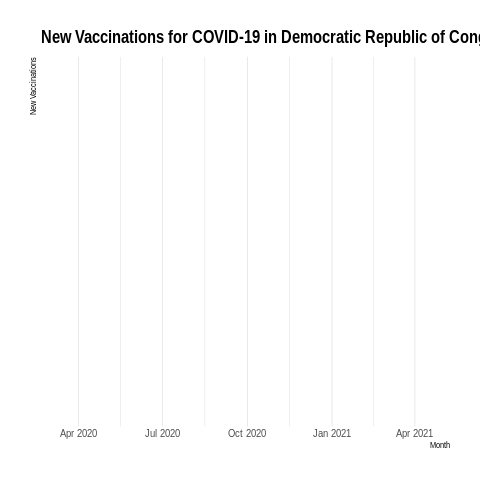 New Vaccinations for COVID-19 in Democratic Republic of Cong
New Vaccinations
Apr 2020 Jul 2020 Oct 2020 Jan 2021 Apr 2021
Month